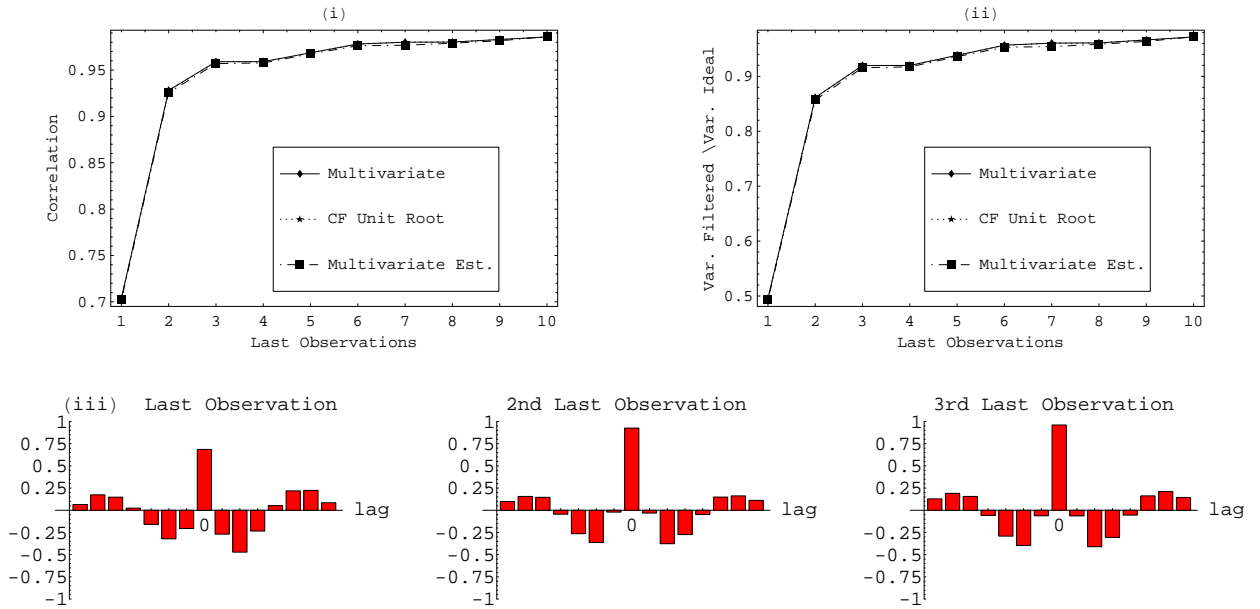 (i)
Correlation
0.95
0.9
0.85
0.8
0.75
0.7
Multivariate
CF Unit Root
Multivariate Est.
1 2 3 4 5 6 7 8 9 10
Last Observations
(ii)
Var. Filtered \Var. Ideal
0.9
0.8
0.7
0.6
0.5
Multivariate
CF Unit Root
Multivariate Est.
1 2 3 4 5 6 7 8 9 10
Last Observations
(iii) Last Observation
1
0.75
0.5
0.25
-0.25
-0.5
-0.75
-1
0
lag
2nd Last Observation
1
0.75
0.5
0.25
-0.25
-0.5
-0.75
-1
0
lag
3rd Last Observation
1
0.75
0.5
0.25
-0.25
-0.5
-0.75
-1
0
lag